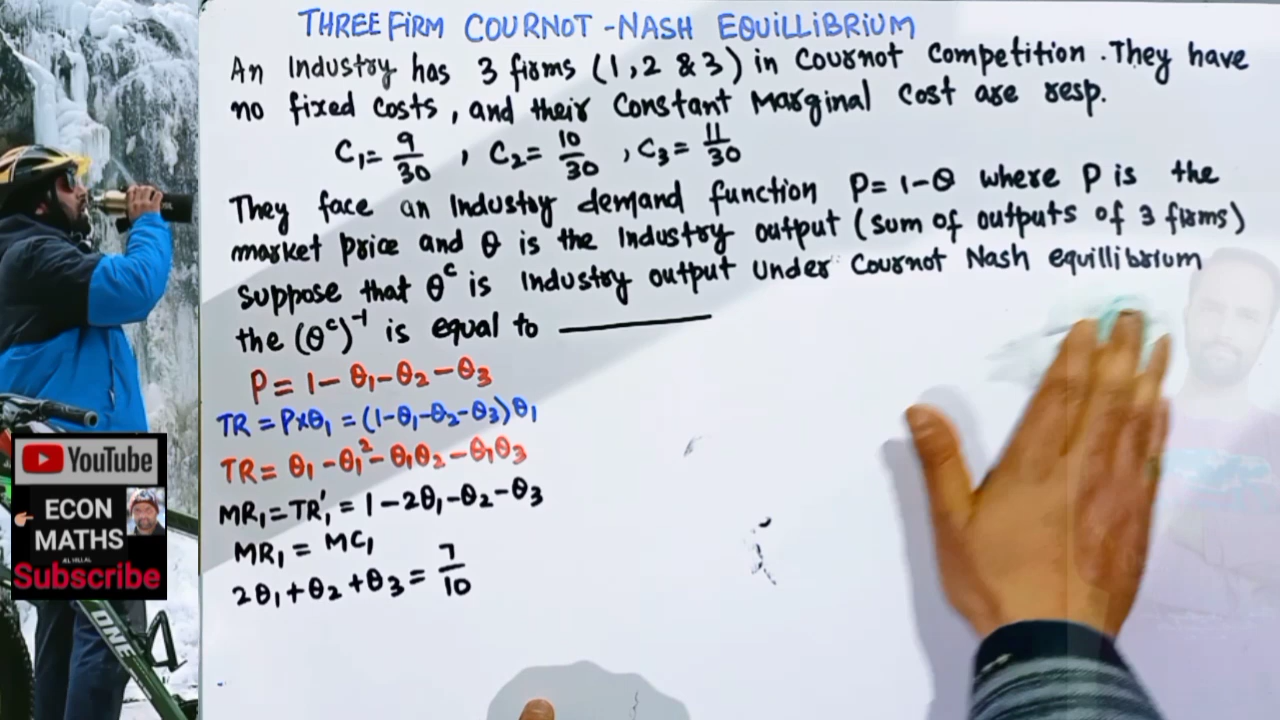 THREE FIRM COURNOT-NASH EQUILLIBRIUM
An Industry has 3 firms (1,2 & 3) in Cournot Competition. They have
no fixed costs, and their Constant Marginal Cost are resp.
C₁ = 9/30 , C₂ = 10/30 , C₃ = 11/30
They face an Industry demand function P = 1-Θ where P is the
market price and Θ is the Industry output (sum of outputs of 3 firms)
Suppose that Θᶜ is Industry output Under Cournot Nash equillibrium
the (Θᶜ)⁻¹ is equal to ______
P = 1 - Θ₁ - Θ₂ - Θ₃
TR = P×Θ₁ = (1-Θ₁-Θ₂-Θ₃)Θ₁
TR = Θ₁ - Θ₁² - Θ₁Θ₂ - Θ₁Θ₃
MR₁ = TR₁' = 1 - 2Θ₁ - Θ₂ - Θ₃
MR₁ = MC₁
2Θ₁ + Θ₂ + Θ₃ = 7/10
YouTube
ECON
MATHS
Subscribe
ONE